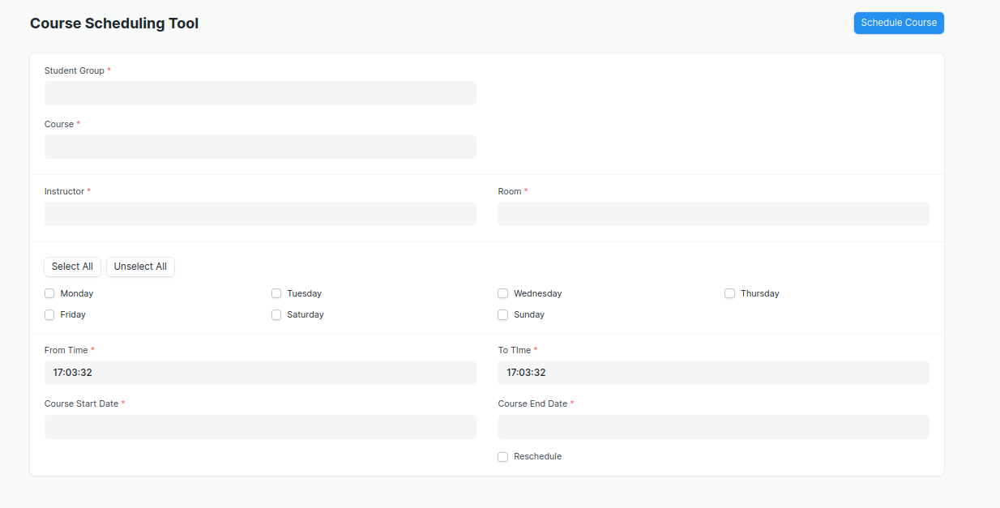 Course Scheduling Tool
Schedule Course
Student Group *
Course *
Instructor *
Room *
Select All
Unselect All
Monday
Tuesday
Wednesday
Thursday
Friday
Saturday
Sunday
From Time *
To TIme *
17:03:32
17:03:32
Course Start Date *
Course End Date *
Reschedule